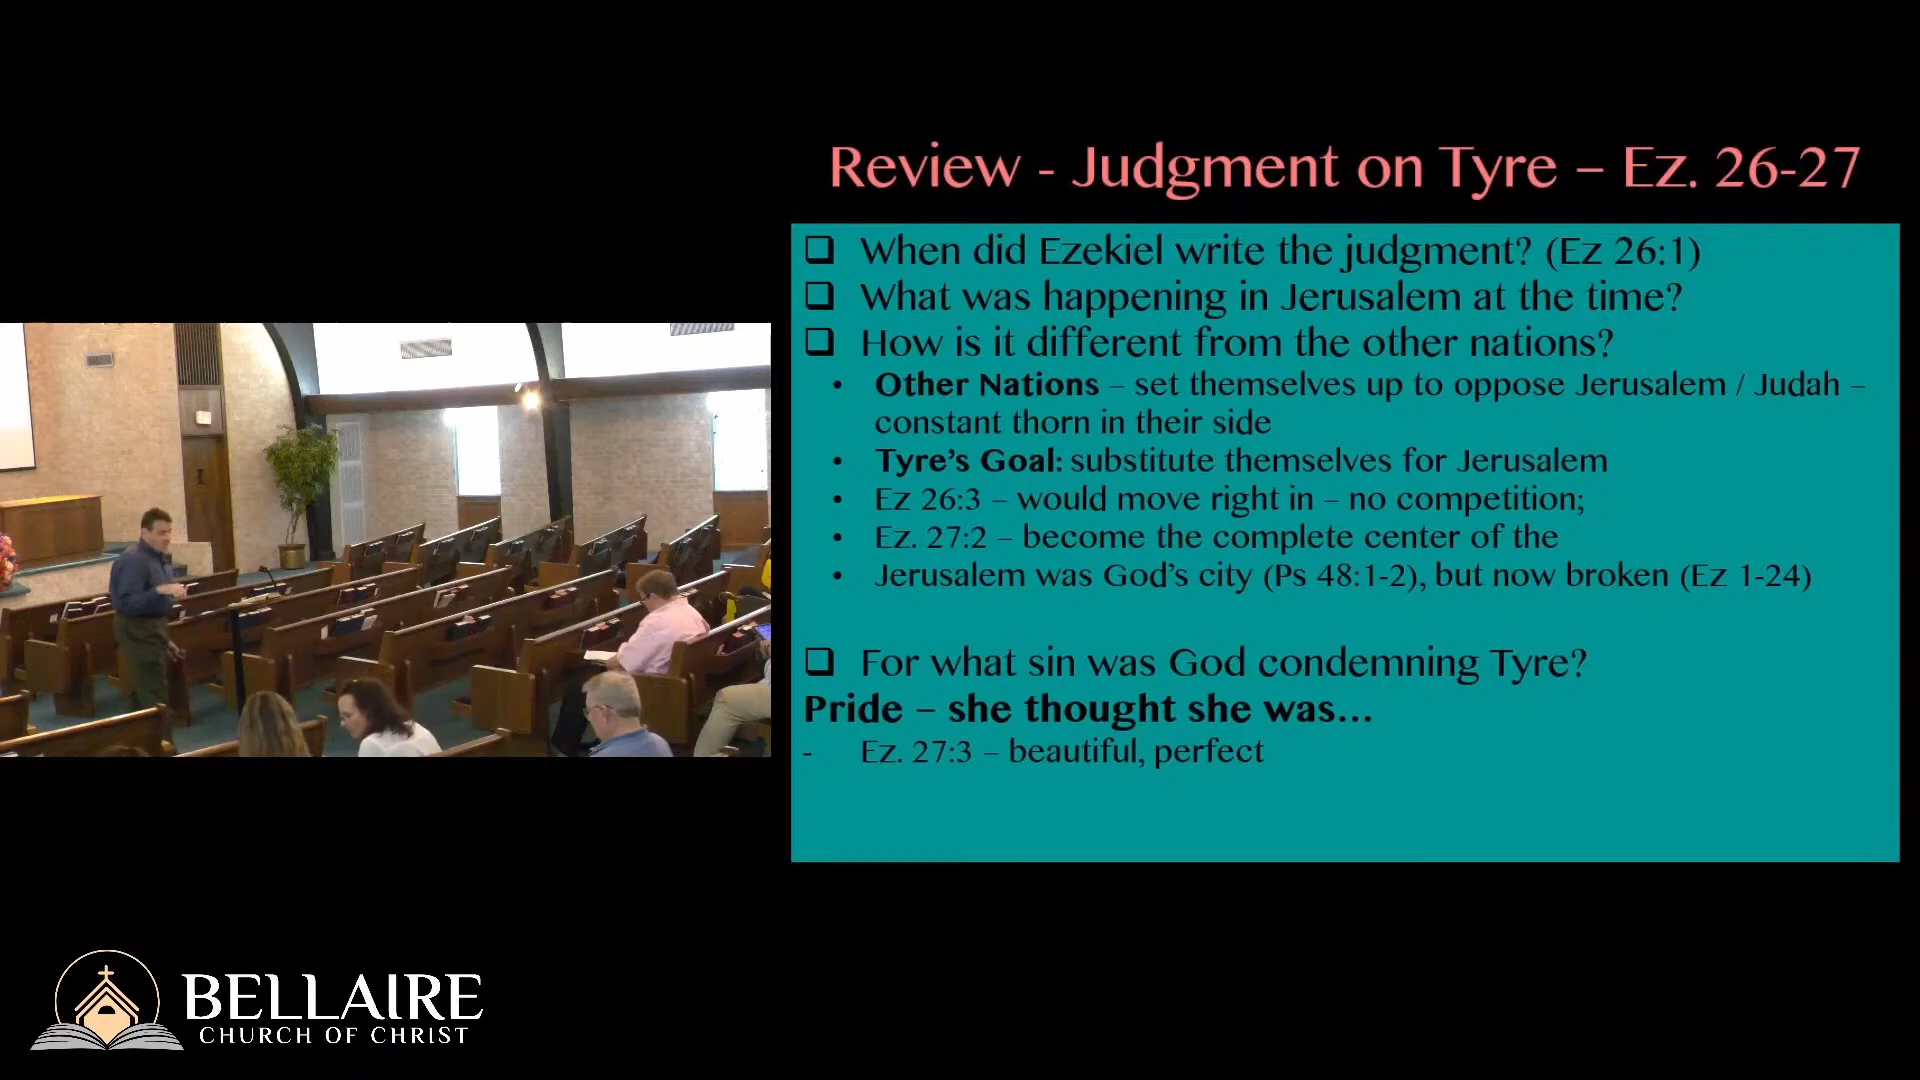 Review - Judgment on Tyre – Ez. 26-27
❑ When did Ezekiel write the judgment? (Ez 26:1)
❑ What was happening in Jerusalem at the time?
❑ How is it different from the other nations?
• Other Nations – set themselves up to oppose Jerusalem / Judah –
constant thorn in their side
• Tyre's Goal: substitute themselves for Jerusalem
• Ez 26:3 – would move right in – no competition;
• Ez. 27:2 – become the complete center of the
• Jerusalem was God's city (Ps 48:1-2), but now broken (Ez 1-24)
❑ For what sin was God condemning Tyre?
Pride – she thought she was...
- Ez. 27:3 – beautiful, perfect
BELLAIRE
CHURCH OF CHRIST